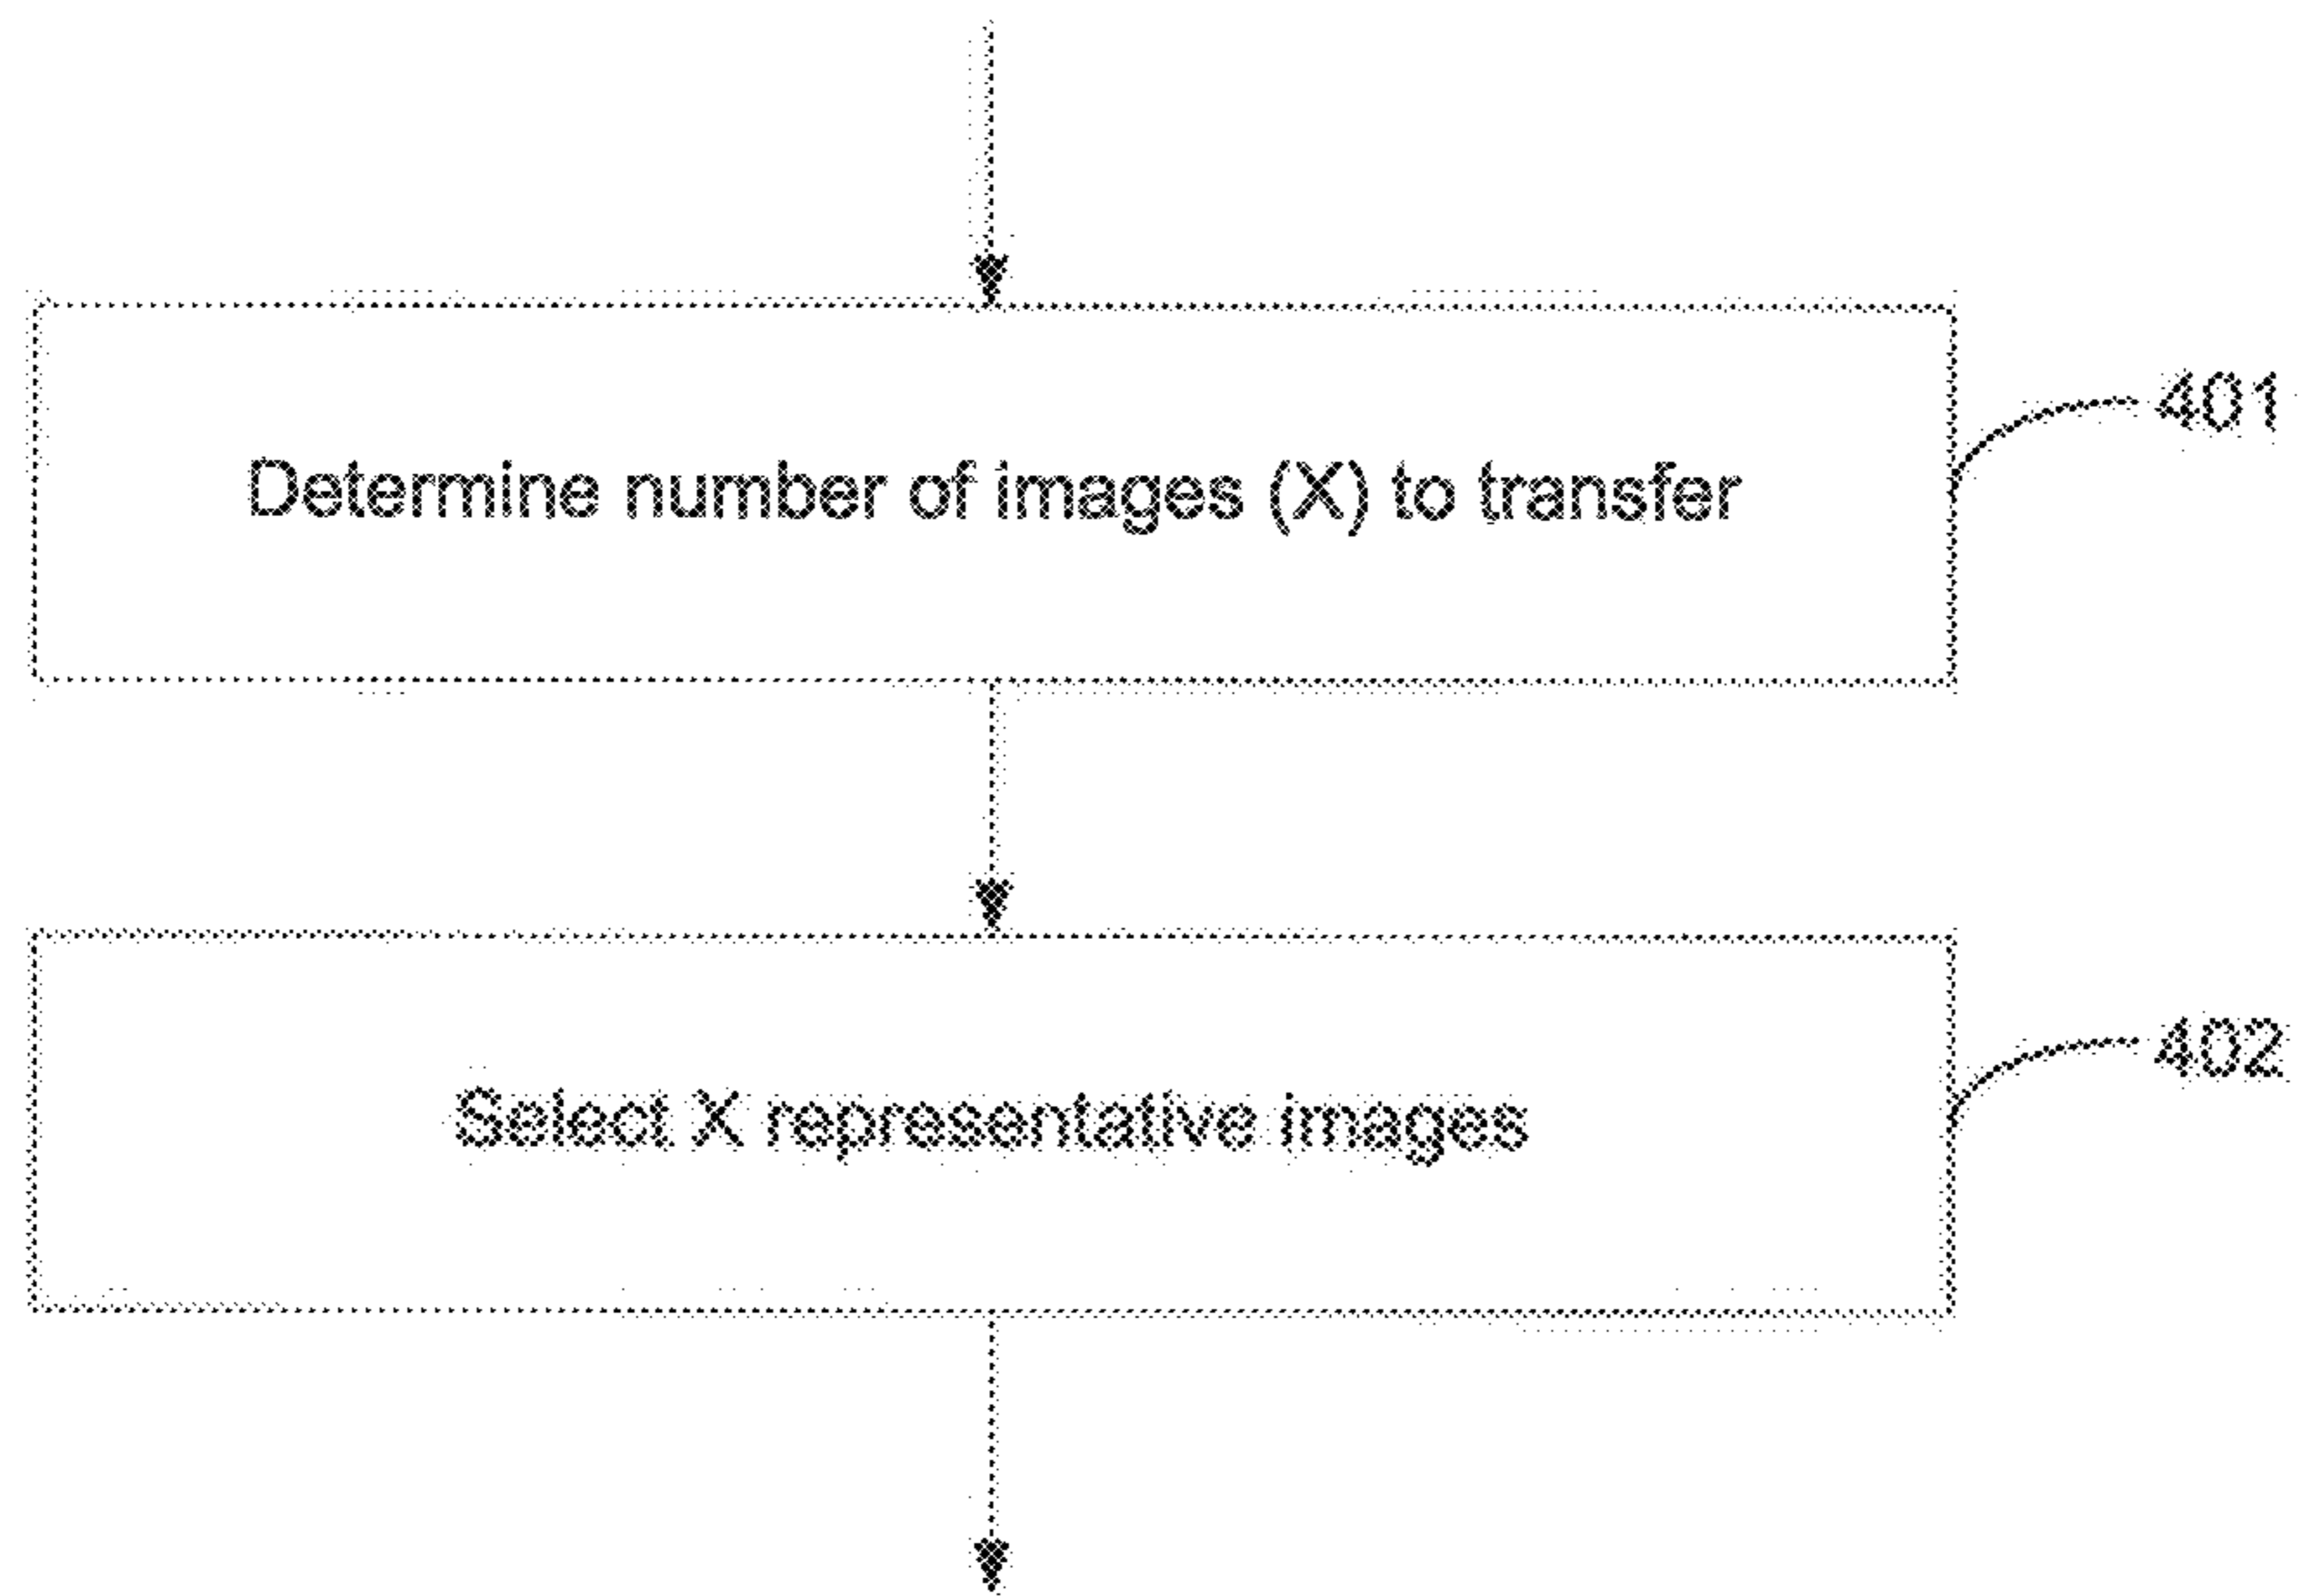 401
Determine number of images (X) to transfer
402
Select X representative images